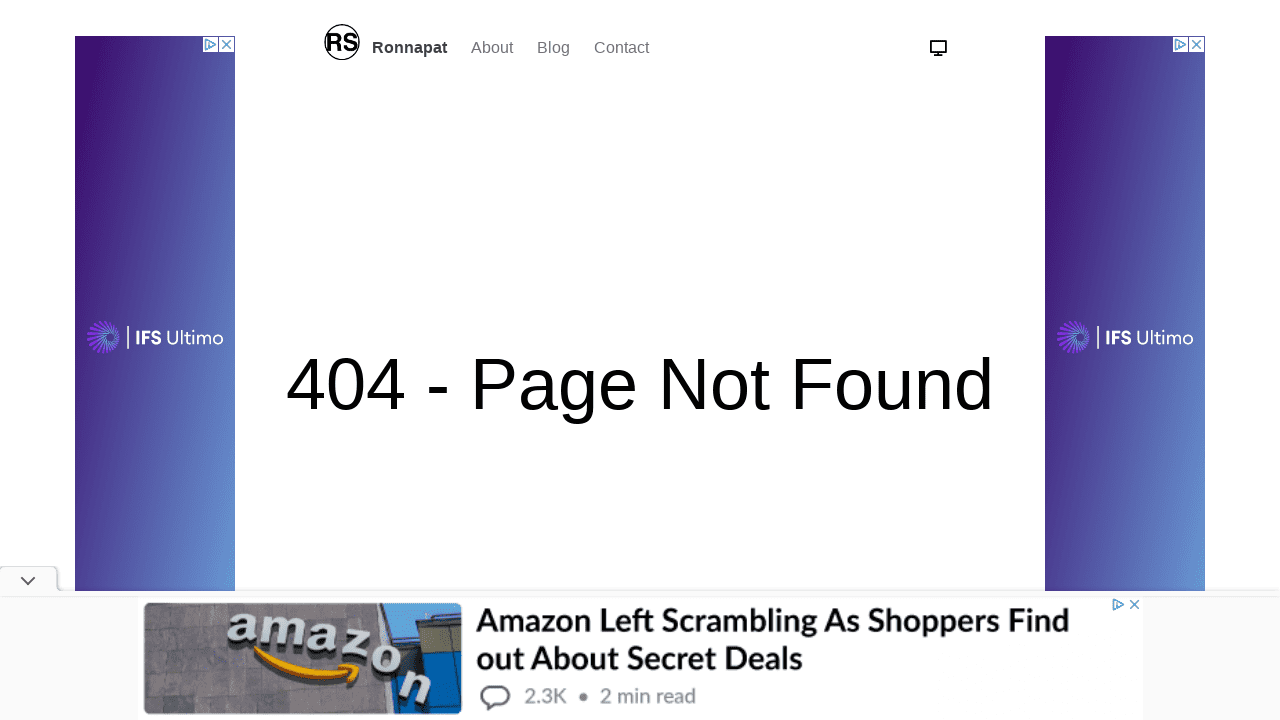 RS Ronnapat About Blog Contact
IFS Ultimo
IFS Ultimo
404 - Page Not Found
amazon
Amazon Left Scrambling As Shoppers Find
out About Secret Deals
2.3K • 2 min read